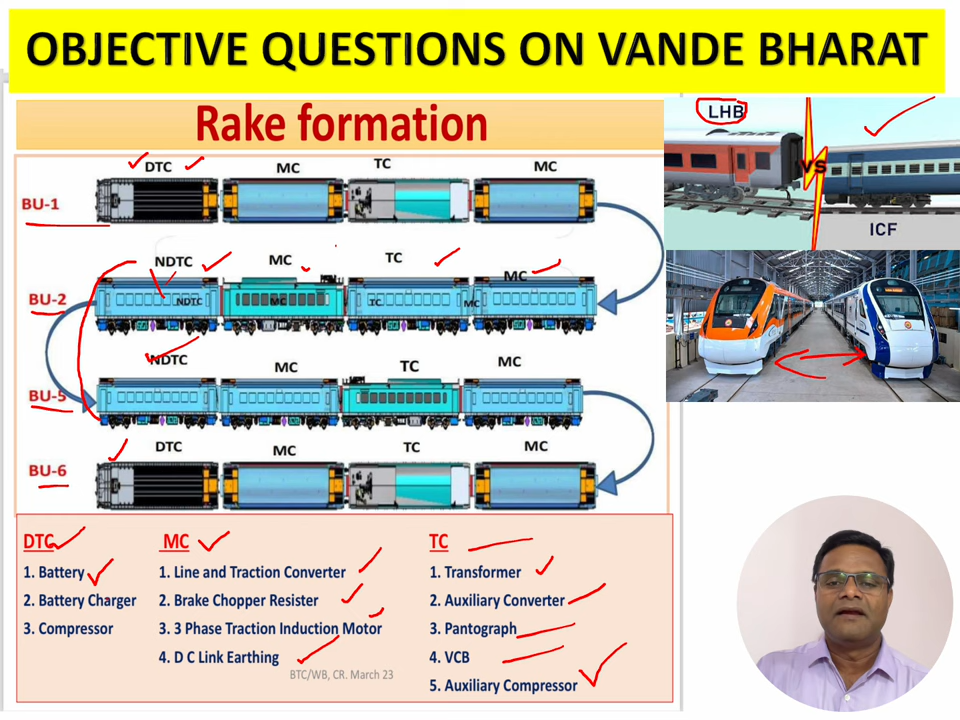 OBJECTIVE QUESTIONS ON VANDE BHARAT
Rake formation
DTC MC TC MC
BU-1
NDTC MC TC MC
BU-2
NDTC MC TC MC
NDTC MC TC MC
BU-5
DTC MC TC MC
BU-6
DTC
1. Battery
2. Battery Charger
3. Compressor
MC
1. Line and Traction Converter
2. Brake Chopper Resister
3. 3 Phase Traction Induction Motor
4. D C Link Earthing
BTC/WB, CR. March 23
TC
1. Transformer
2. Auxiliary Converter
3. Pantograph
4. VCB
5. Auxiliary Compressor
LHB
VS
ICF